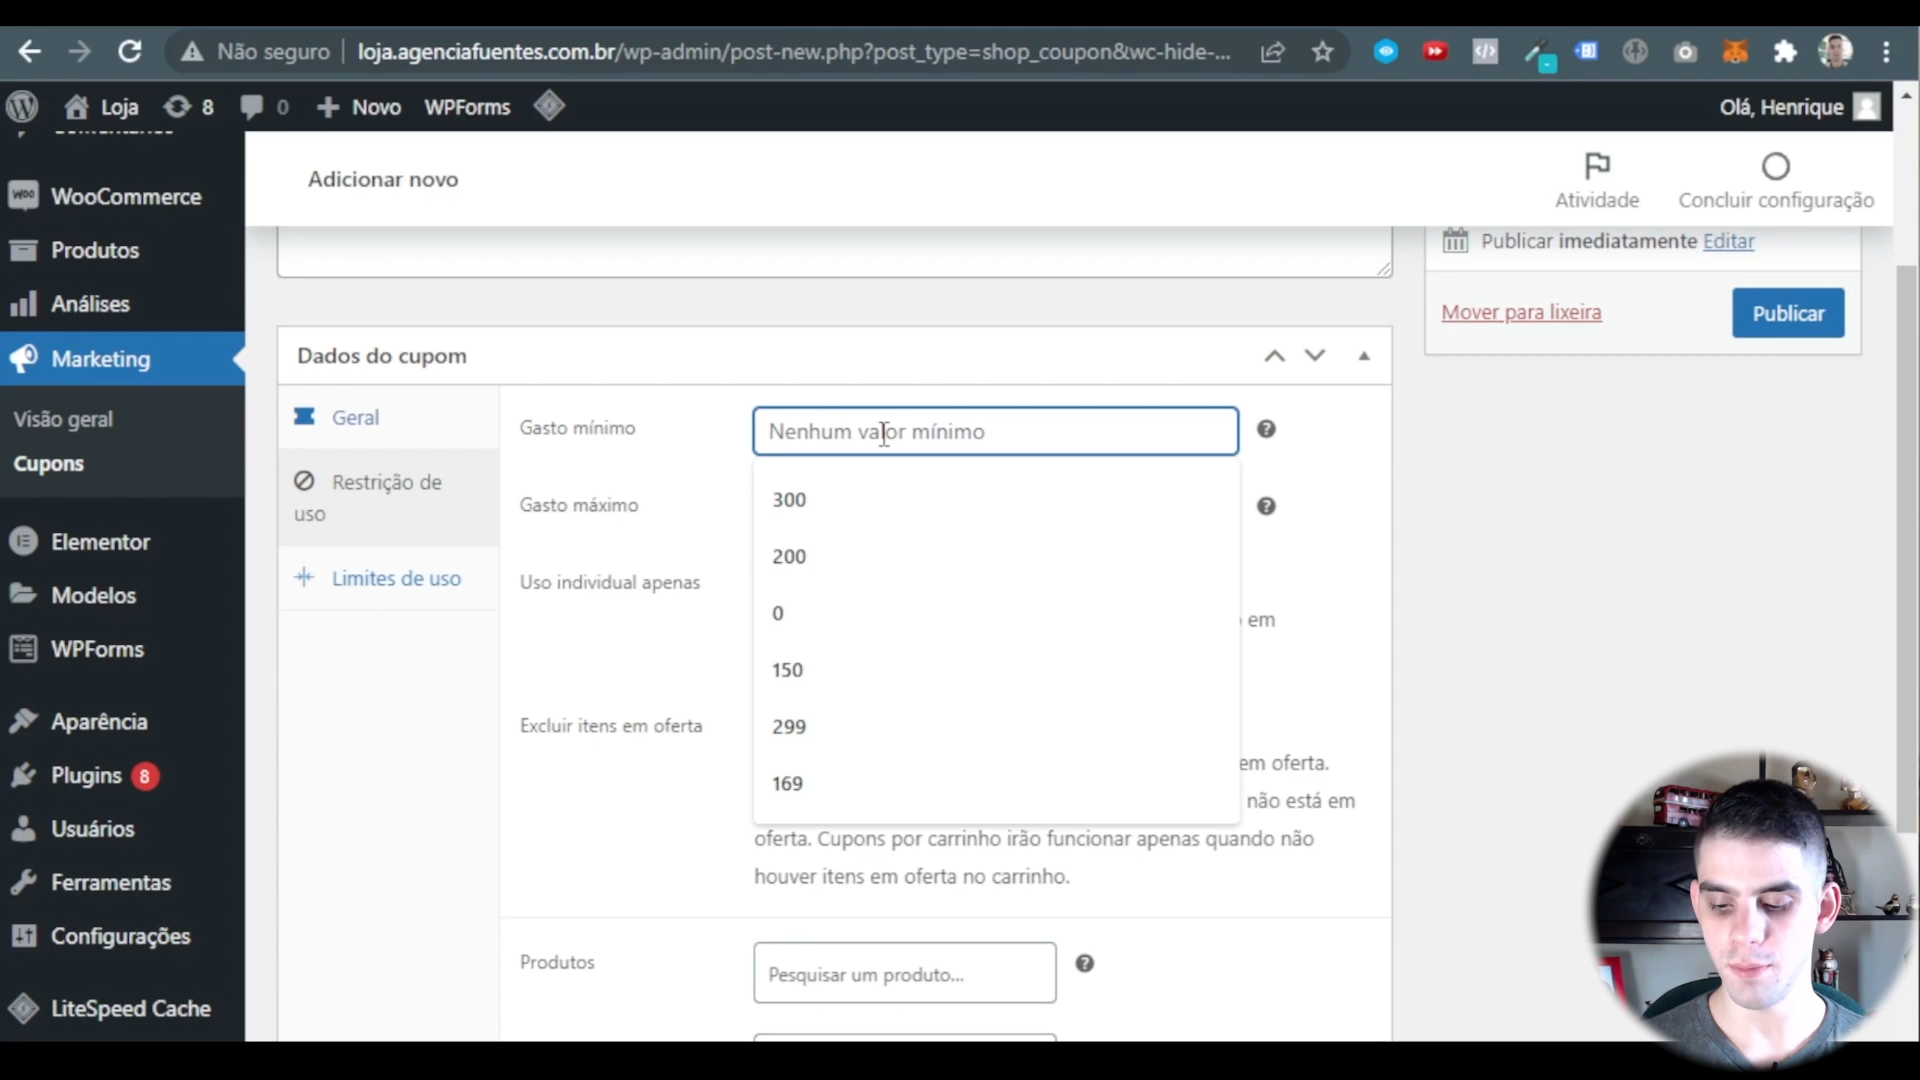 Não seguro
loja.agenciafuentes.com.br/wp-admin/post-new.php?post_type=shop_coupon&wc-hide-...
Loja
8
0
Novo
WPForms
Olá, Henrique
Comentários
WooCommerce
Produtos
Análises
Marketing
Visão geral
Cupons
Elementor
Modelos
WPForms
Aparência
Plugins 8
Usuários
Ferramentas
Configurações
LiteSpeed Cache
Adicionar novo
Atividade
Concluir configuração
Publicar imediatamente Editar
Mover para lixeira
Publicar
Dados do cupom
Geral
Restrição de
uso
Limites de uso
Gasto mínimo
Nenhum valor mínimo
300
200
0
150
299
169
Gasto máximo
Uso individual apenas
em
Excluir itens em oferta
em oferta.
não está em
oferta. Cupons por carrinho irão funcionar apenas quando não
houver itens em oferta no carrinho.
Produtos
Pesquisar um produto...